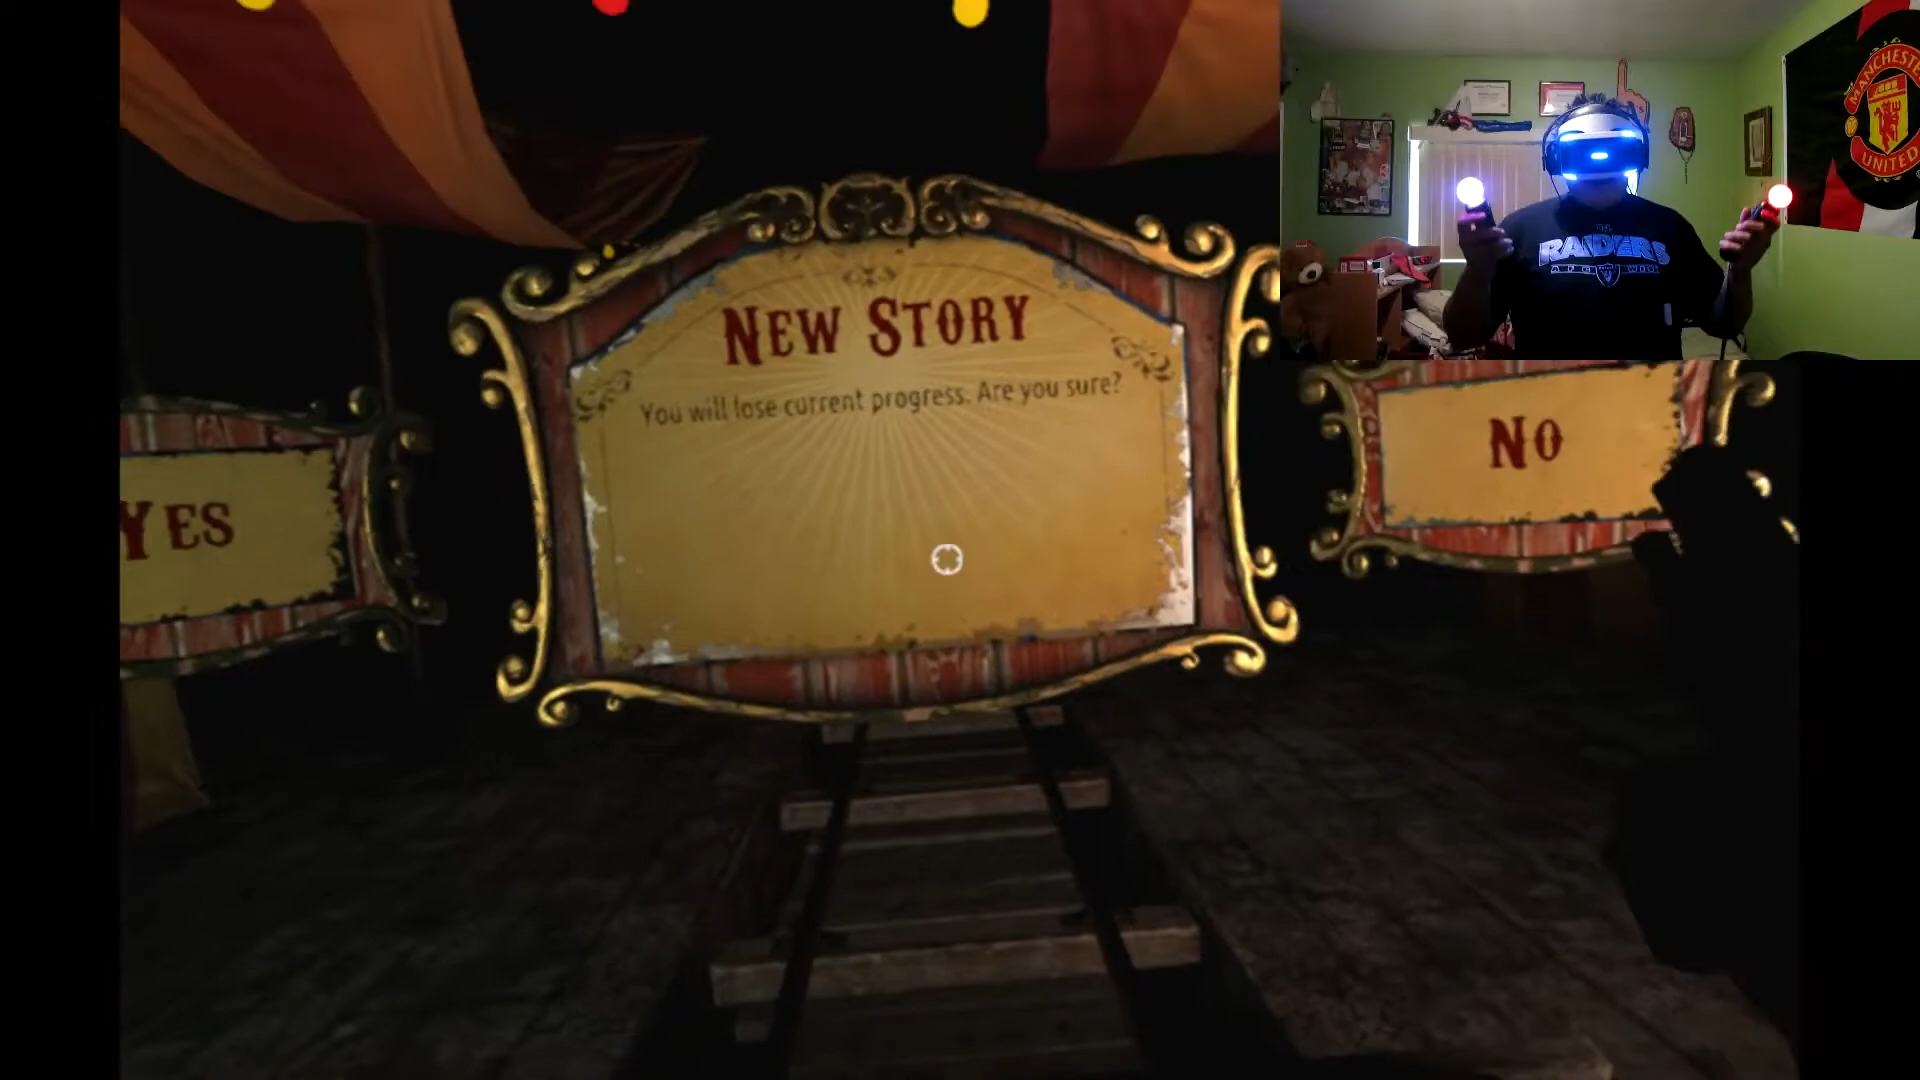 NEW STORY
You will lose current progress. Are you sure?
YES
NO
MANCHESTER
UNITED
RAIDERS